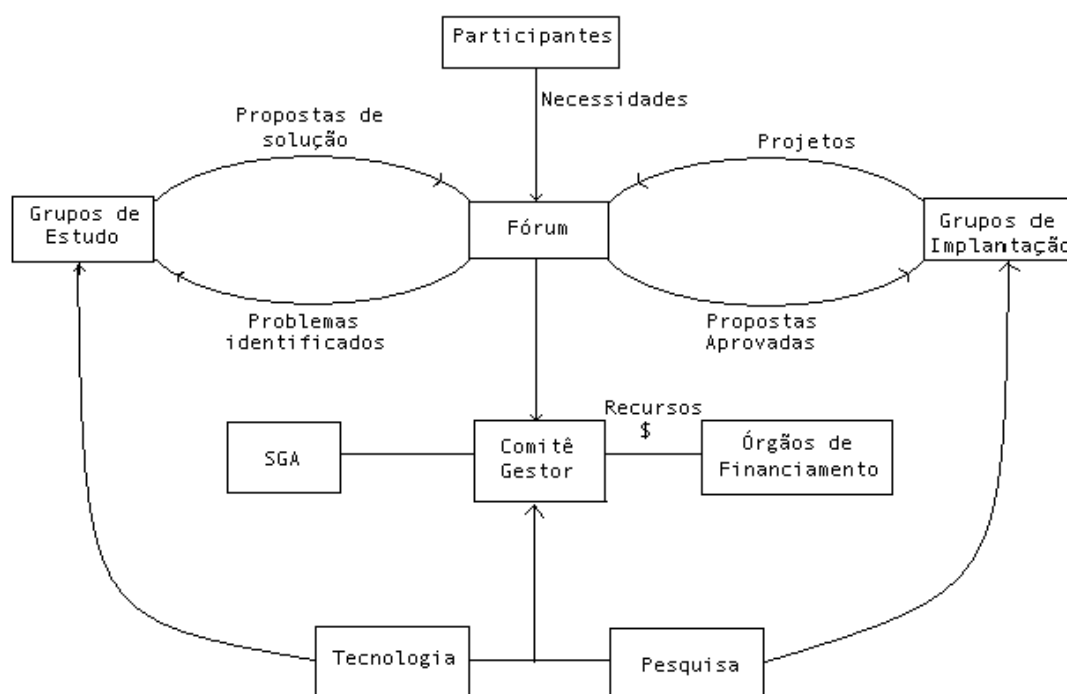 Participantes
Necessidades
Propostas de
solução
Projetos
Grupos de
Estudo
Fórum
Grupos de
Implantação
Problemas
identificados
Propostas
Aprovadas
Recursos
$
SGA
Comitê
Gestor
Órgãos de
Financiamento
Tecnologia
Pesquisa